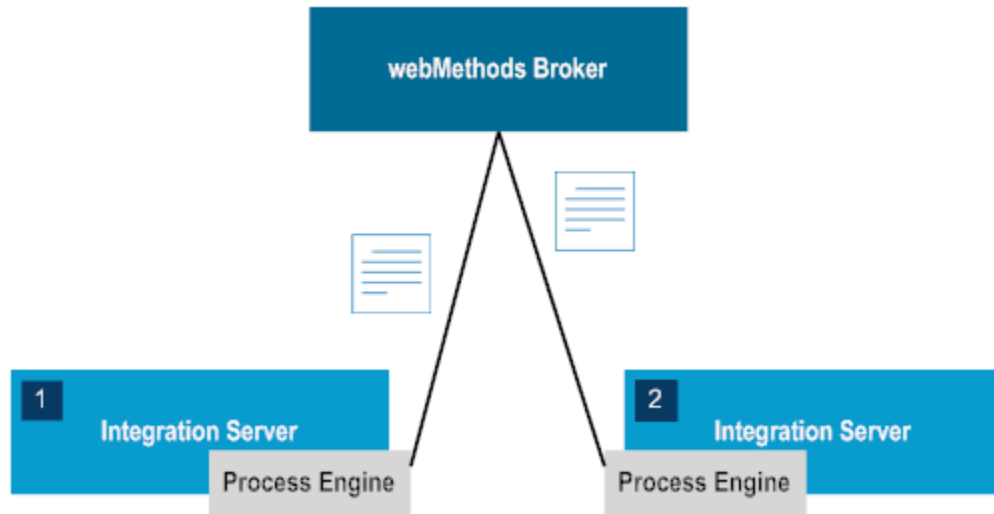 webMethods Broker
1
Integration Server
Process Engine
2
Integration Server
Process Engine